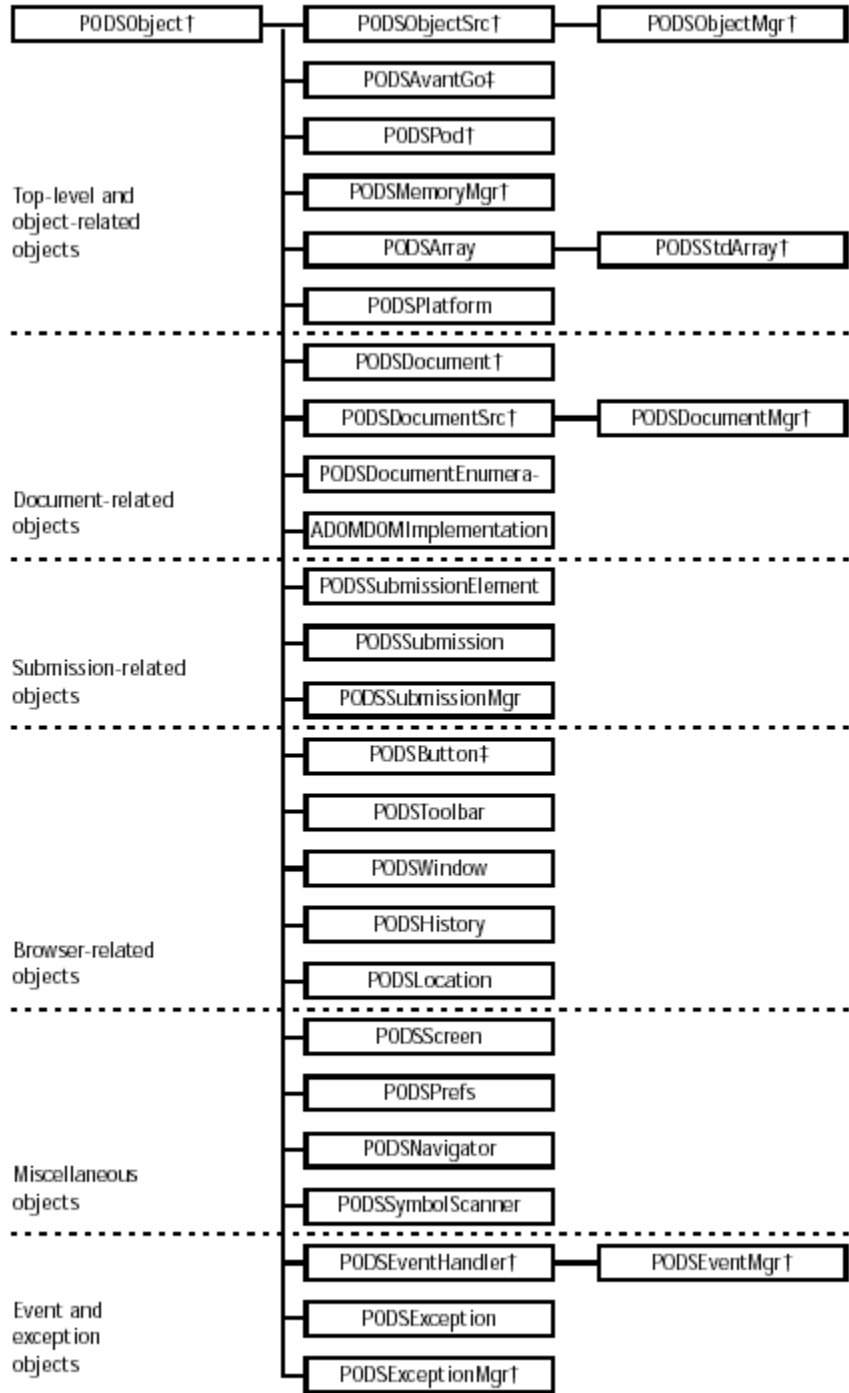 PODSObject† PODSObjectSrc† PODSObjectMgr†
PODSAvantGo‡
PODSPod†
PODSMemoryMgr†
Top-level and
object-related
objects
PODSArray PODSStdArray†
PODSPlatform
PODSDocument†
PODSDocumentSrc† PODSDocumentMgr†
PODSDocumentEnumera-
Document-related
objects
ADOMDOMImplementation
PODSSubmissionElement
PODSSubmission
Submission-related
objects
PODSSubmissionMgr
PODSButton‡
PODSToolbar
PODSWindow
PODSHistory
Browser-related
objects
PODSLocation
PODSScreen
PODSPrefs
PODSNavigator
Miscellaneous
objects
PODSSymbolScanner
PODSEventHandler† PODSEventMgr†
Event and
exception
objects
PODSException
PODSExceptionMgr†